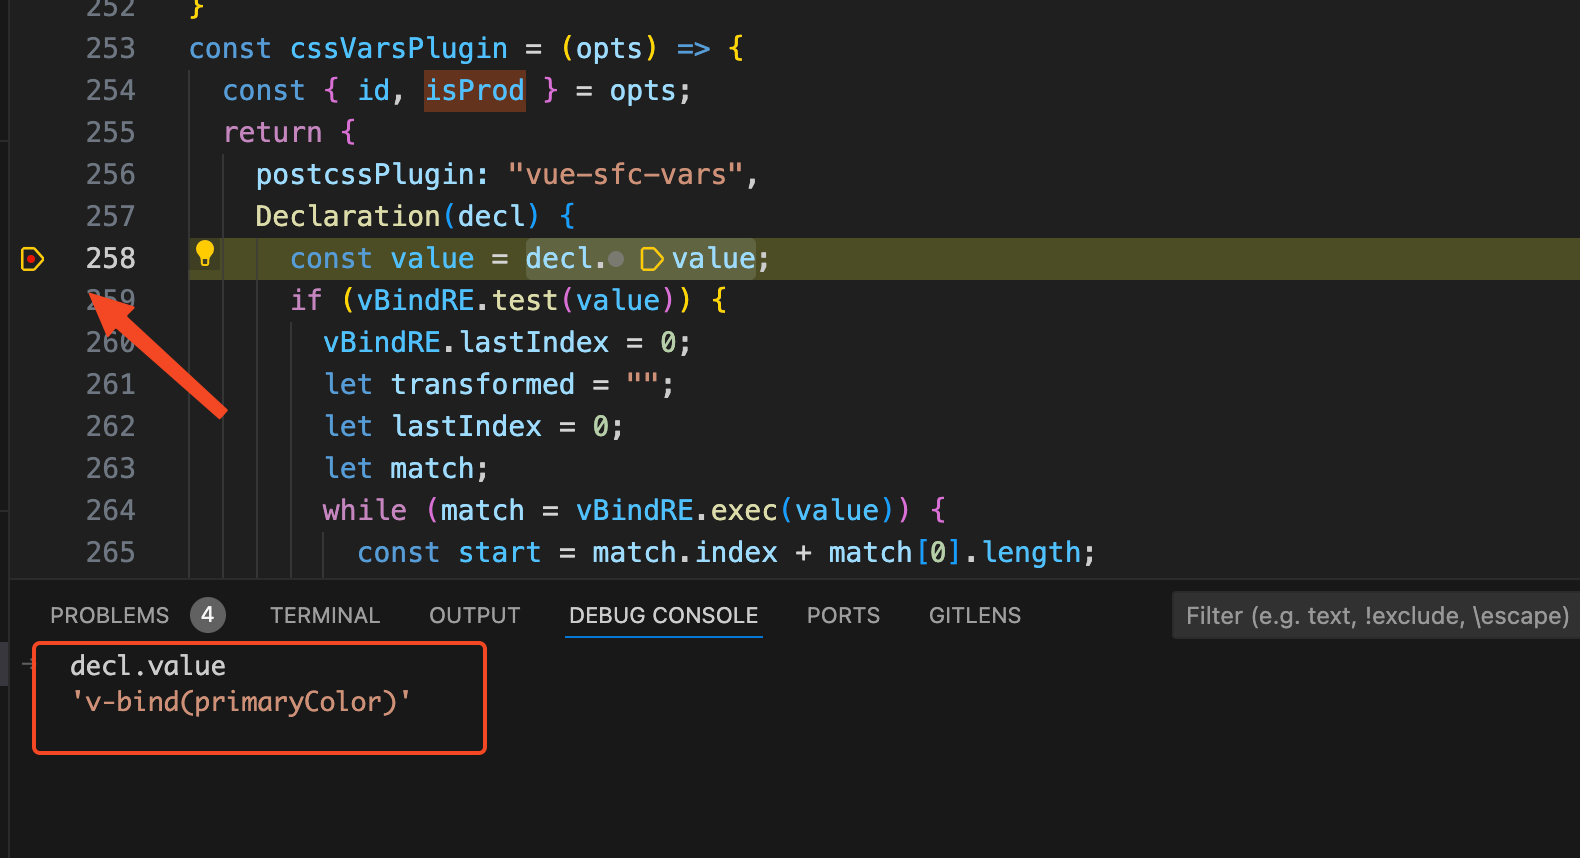 252 }
253 const cssVarsPlugin = (opts) => {
254 const { id, isProd } = opts;
255 return {
256 postcssPlugin: "vue-sfc-vars",
257 Declaration(decl) {
258 const value = decl. value;
259 if (vBindRE.test(value)) {
260 vBindRE.lastIndex = 0;
261 let transformed = "";
262 let lastIndex = 0;
263 let match;
264 while (match = vBindRE.exec(value)) {
265 const start = match.index + match[0].length;
PROBLEMS 4 TERMINAL OUTPUT DEBUG CONSOLE PORTS GITLENS Filter (e.g. text, !exclude, \escape)
decl.value
'v-bind(primaryColor)'